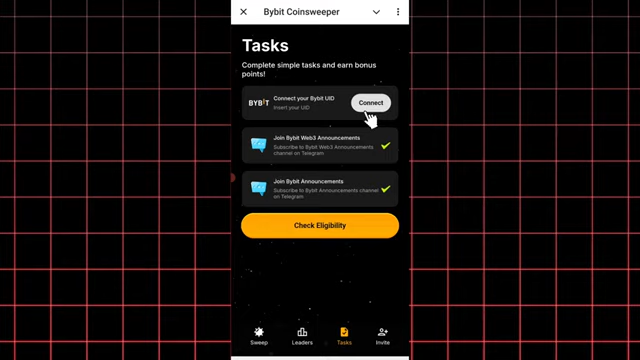 Bybit Coinsweeper
Tasks
Complete simple tasks and earn bonus
points!
BYBIT
Connect your Bybit UID
Insert your UID
Connect
Join Bybit Web3 Announcements
Subscribe to Bybit Web3 Announcements
channel on Telegram
Join Bybit Announcements
Subscribe to Bybit Announcements channel
on Telegram
Check Eligibility
Sweep
Leaders
Tasks
Invite